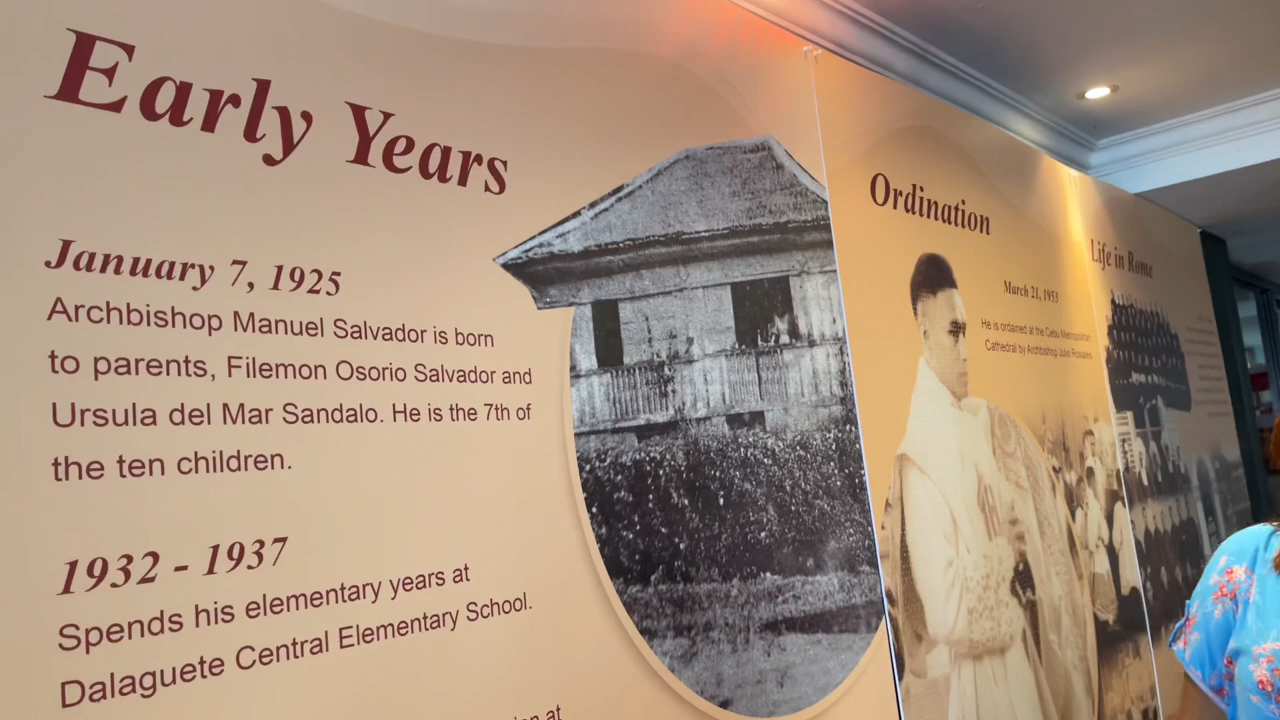 Early Years
January 7, 1925
Archbishop Manuel Salvador is born
to parents, Filemon Osorio Salvador and
Ursula del Mar Sandalo. He is the 7th of
the ten children.
1932 - 1937
Spends his elementary years at
Dalaguete Central Elementary School.
at
Ordination
March 21, 1953
He is ordained at the Cebu Metropolitan
Cathedral by Archbishop Julio Rosales.
Life in Rome